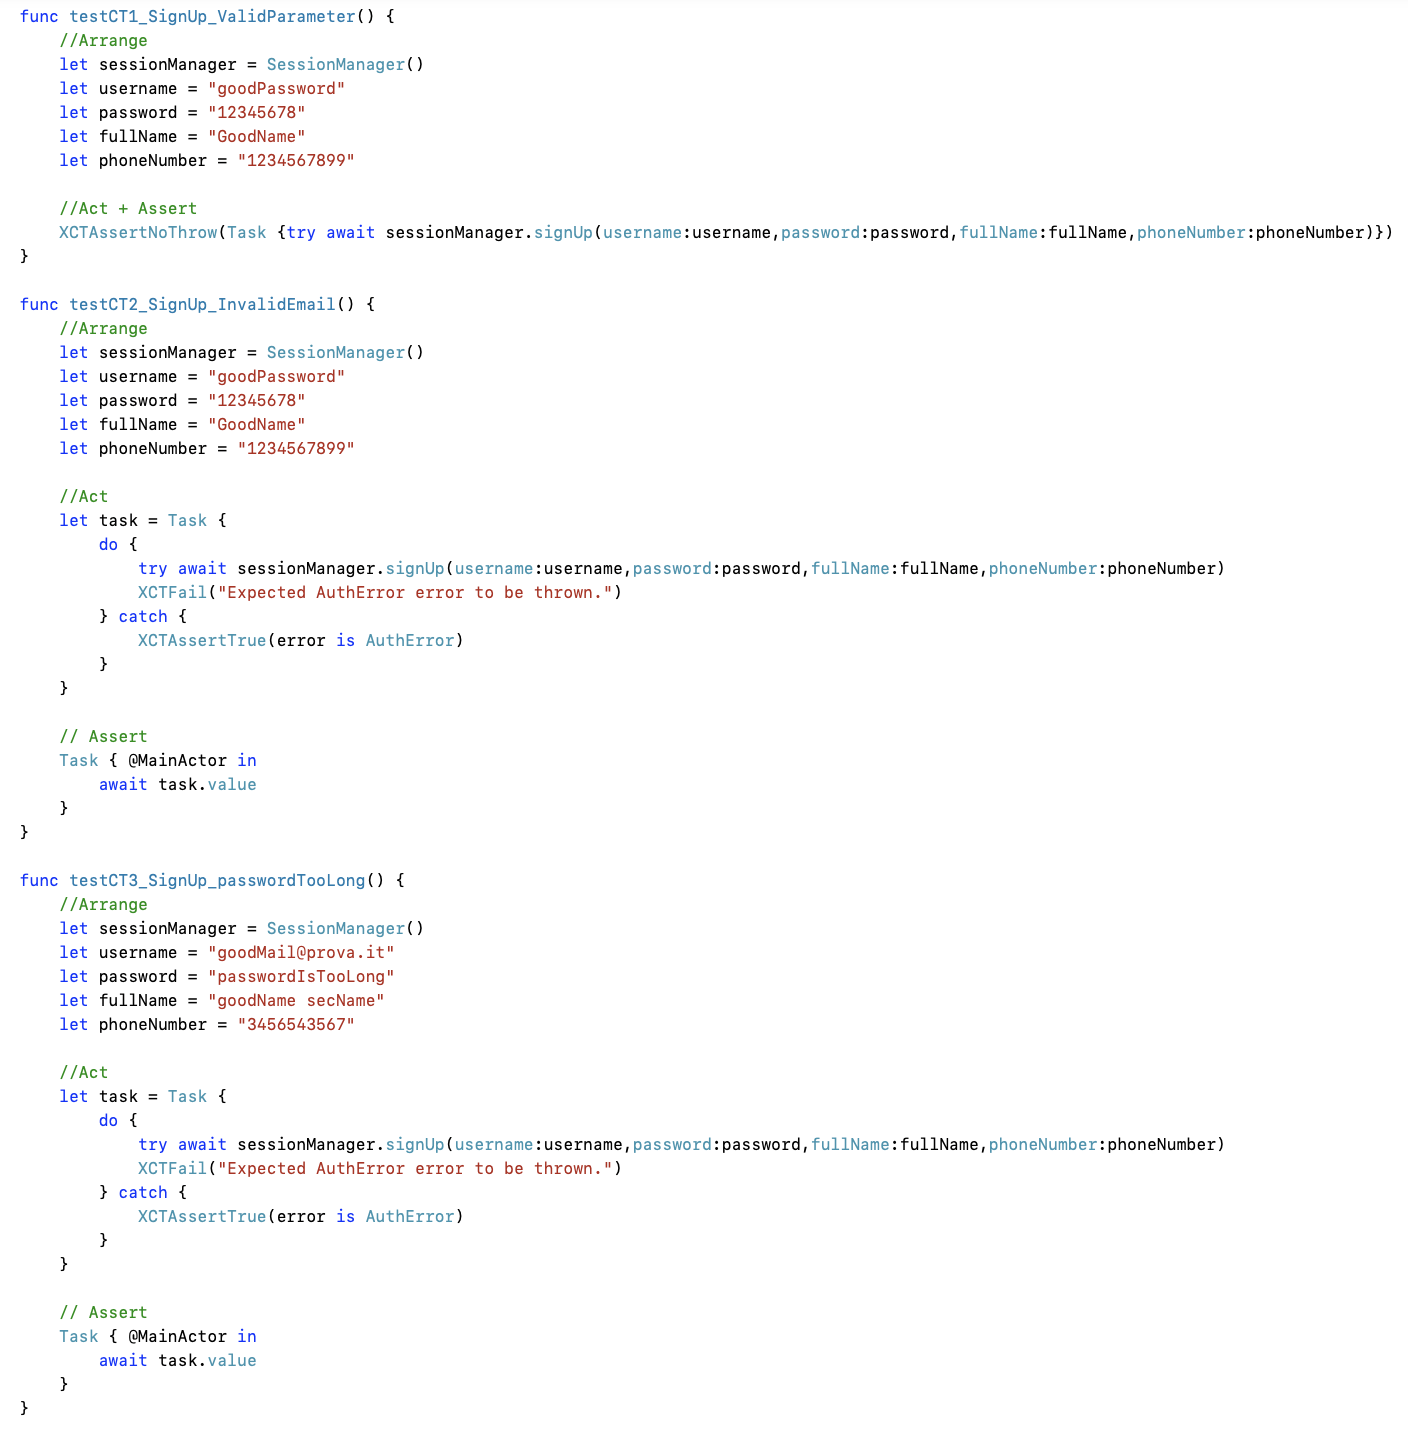 func testCT1_SignUp_ValidParameter() {
    //Arrange
    let sessionManager = SessionManager()
    let username = "goodPassword"
    let password = "12345678"
    let fullName = "GoodName"
    let phoneNumber = "1234567899"

    //Act + Assert
    XCTAssertNoThrow(Task {try await sessionManager.signUp(username:username,password:password,fullName:fullName,phoneNumber:phoneNumber)})
}

func testCT2_SignUp_InvalidEmail() {
    //Arrange
    let sessionManager = SessionManager()
    let username = "goodPassword"
    let password = "12345678"
    let fullName = "GoodName"
    let phoneNumber = "1234567899"

    //Act
    let task = Task {
        do {
            try await sessionManager.signUp(username:username,password:password,fullName:fullName,phoneNumber:phoneNumber)
            XCTFail("Expected AuthError error to be thrown.")
        } catch {
            XCTAssertTrue(error is AuthError)
        }
    }

    // Assert
    Task { @MainActor in
        await task.value
    }
}

func testCT3_SignUp_passwordTooLong() {
    //Arrange
    let sessionManager = SessionManager()
    let username = "goodMail@prova.it"
    let password = "passwordIsTooLong"
    let fullName = "goodName secName"
    let phoneNumber = "3456543567"

    //Act
    let task = Task {
        do {
            try await sessionManager.signUp(username:username,password:password,fullName:fullName,phoneNumber:phoneNumber)
            XCTFail("Expected AuthError error to be thrown.")
        } catch {
            XCTAssertTrue(error is AuthError)
        }
    }

    // Assert
    Task { @MainActor in
        await task.value
    }
}